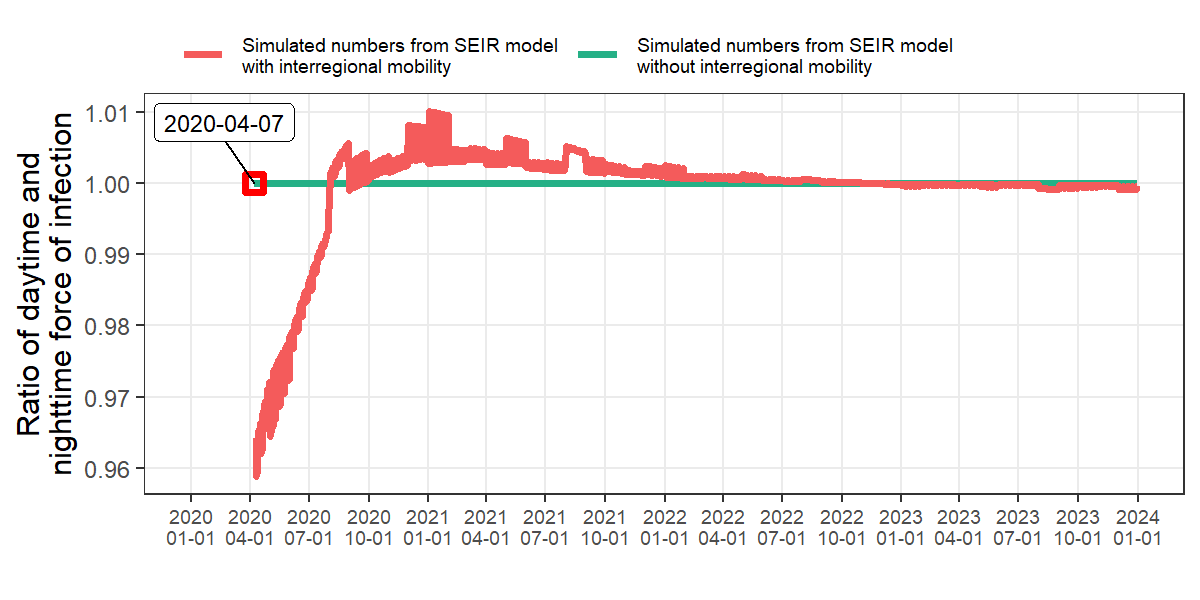 Simulated numbers from SEIR model
with interregional mobility
Simulated numbers from SEIR model
without interregional mobility
2020-04-07
Ratio of daytime and
nighttime force of infection
1.01
1.00
0.99
0.98
0.97
0.96
2020 2020 2020 2020 2021 2021 2021 2021 2022 2022 2022 2022 2023 2023 2023 2023 2024
01-01 04-01 07-01 10-01 01-01 04-01 07-01 10-01 01-01 04-01 07-01 10-01 01-01 04-01 07-01 10-01 01-01